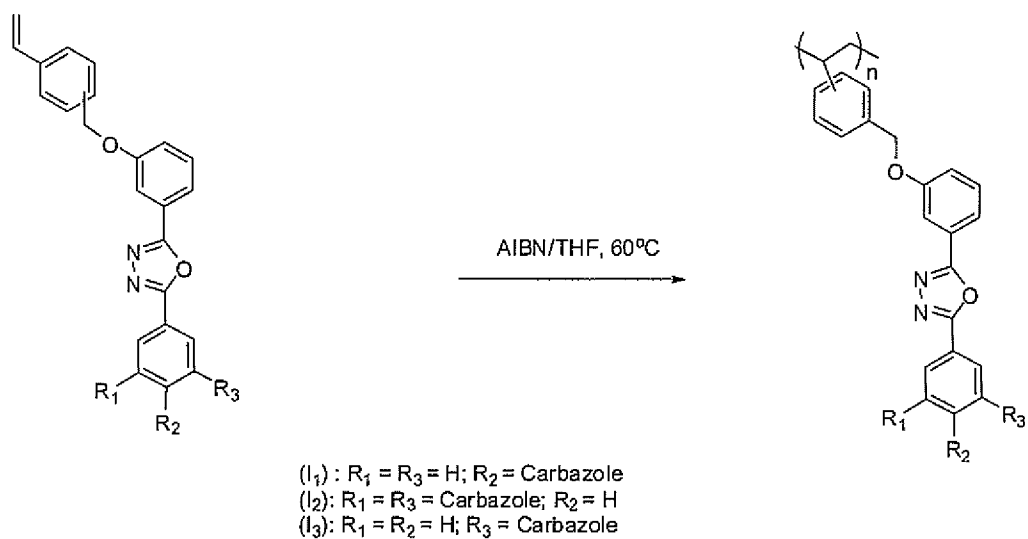 O
N
N
O
R₁
R₂
R₃
AIBN/THF, 60ºC
n
O
N
N
O
R₁
R₂
R₃
(I₁) : R₁ = R₃ = H; R₂ = Carbazole
(I₂): R₁ = R₃ = Carbazole; R₂ = H
(I₃): R₁ = R₂ = H; R₃ = Carbazole